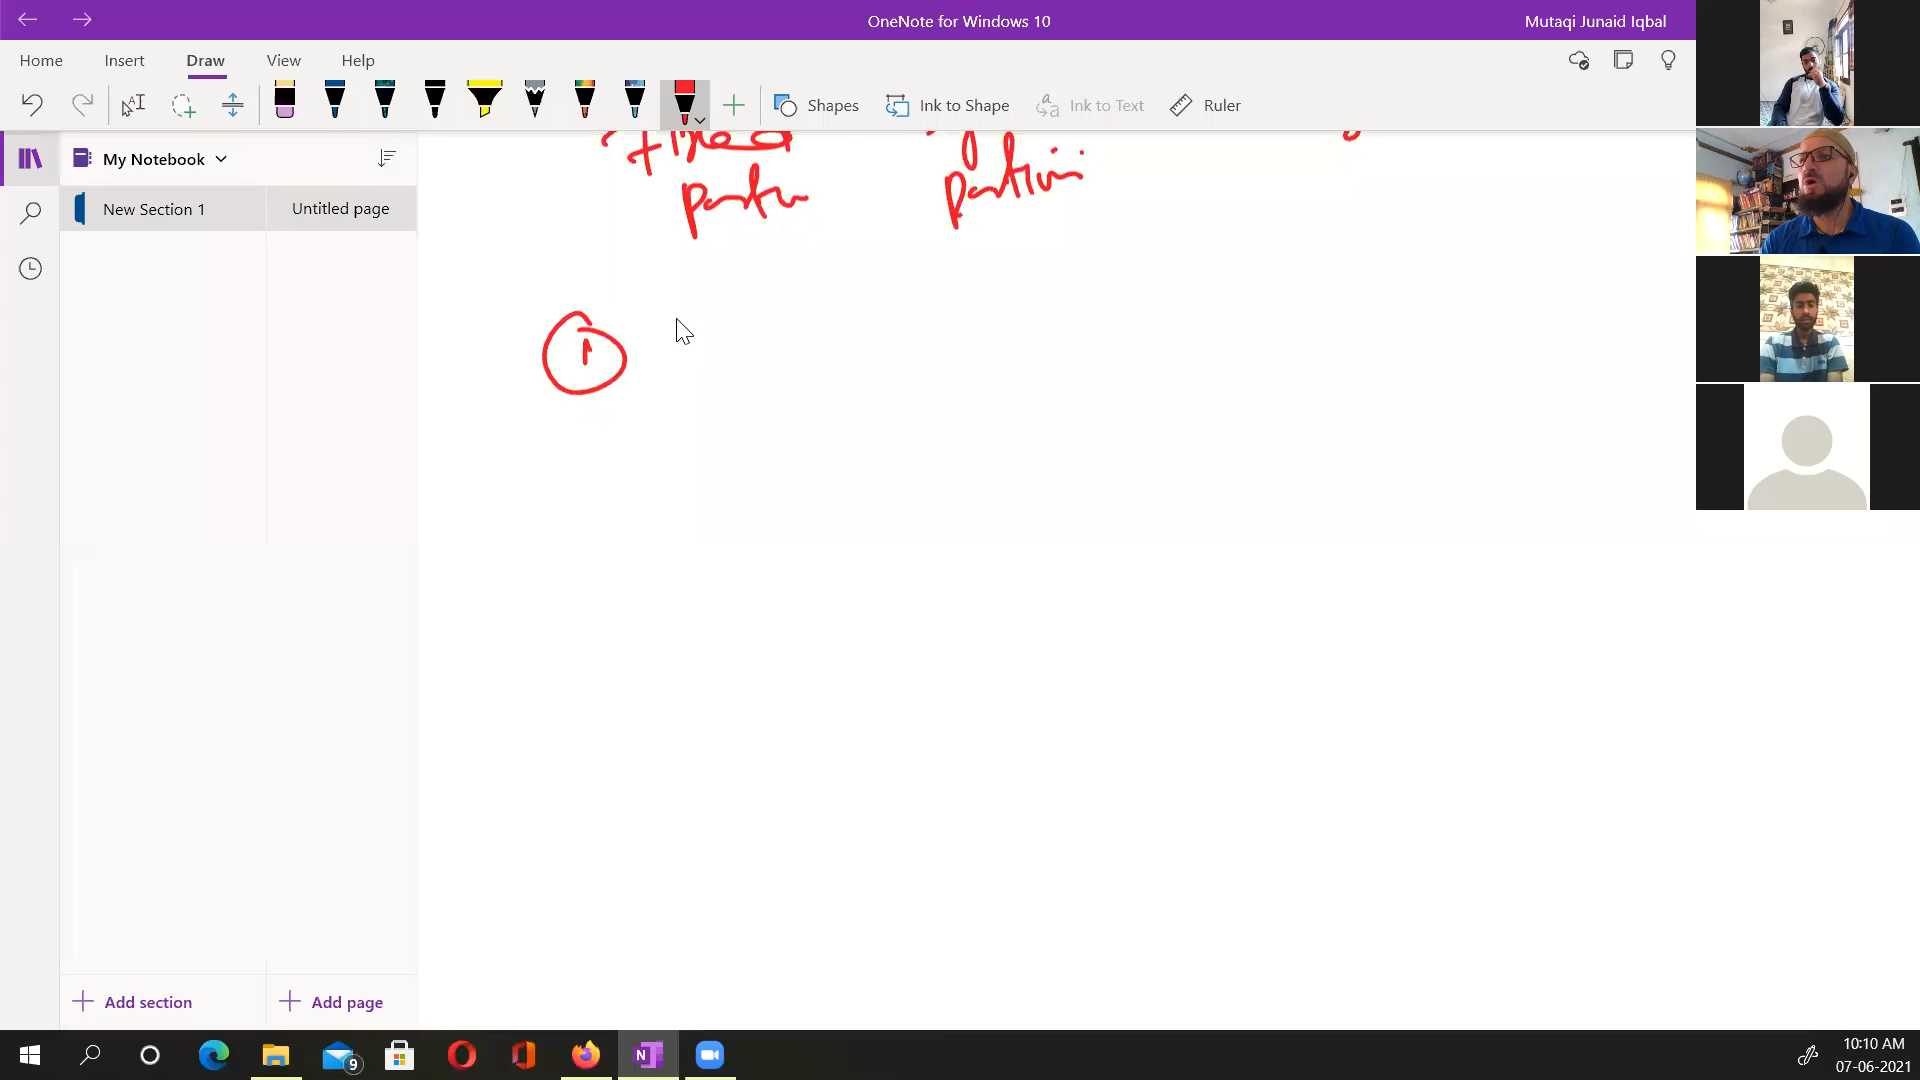 OneNote for Windows 10
Mutaqi Junaid Iqbal
Home Insert Draw View Help
Shapes Ink to Shape Ink to Text Ruler
My Notebook
New Section 1 Untitled page
fixed
1
Add section Add page
9
10:10 AM
07-06-2021